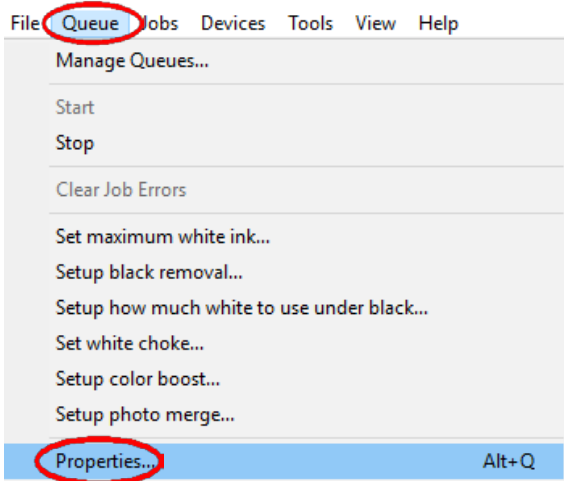 File Queue Jobs Devices Tools View Help
Manage Queues...
Start
Stop
Clear Job Errors
Set maximum white ink...
Setup black removal...
Setup how much white to use under black...
Set white choke...
Setup color boost...
Setup photo merge...
Properties... Alt+Q